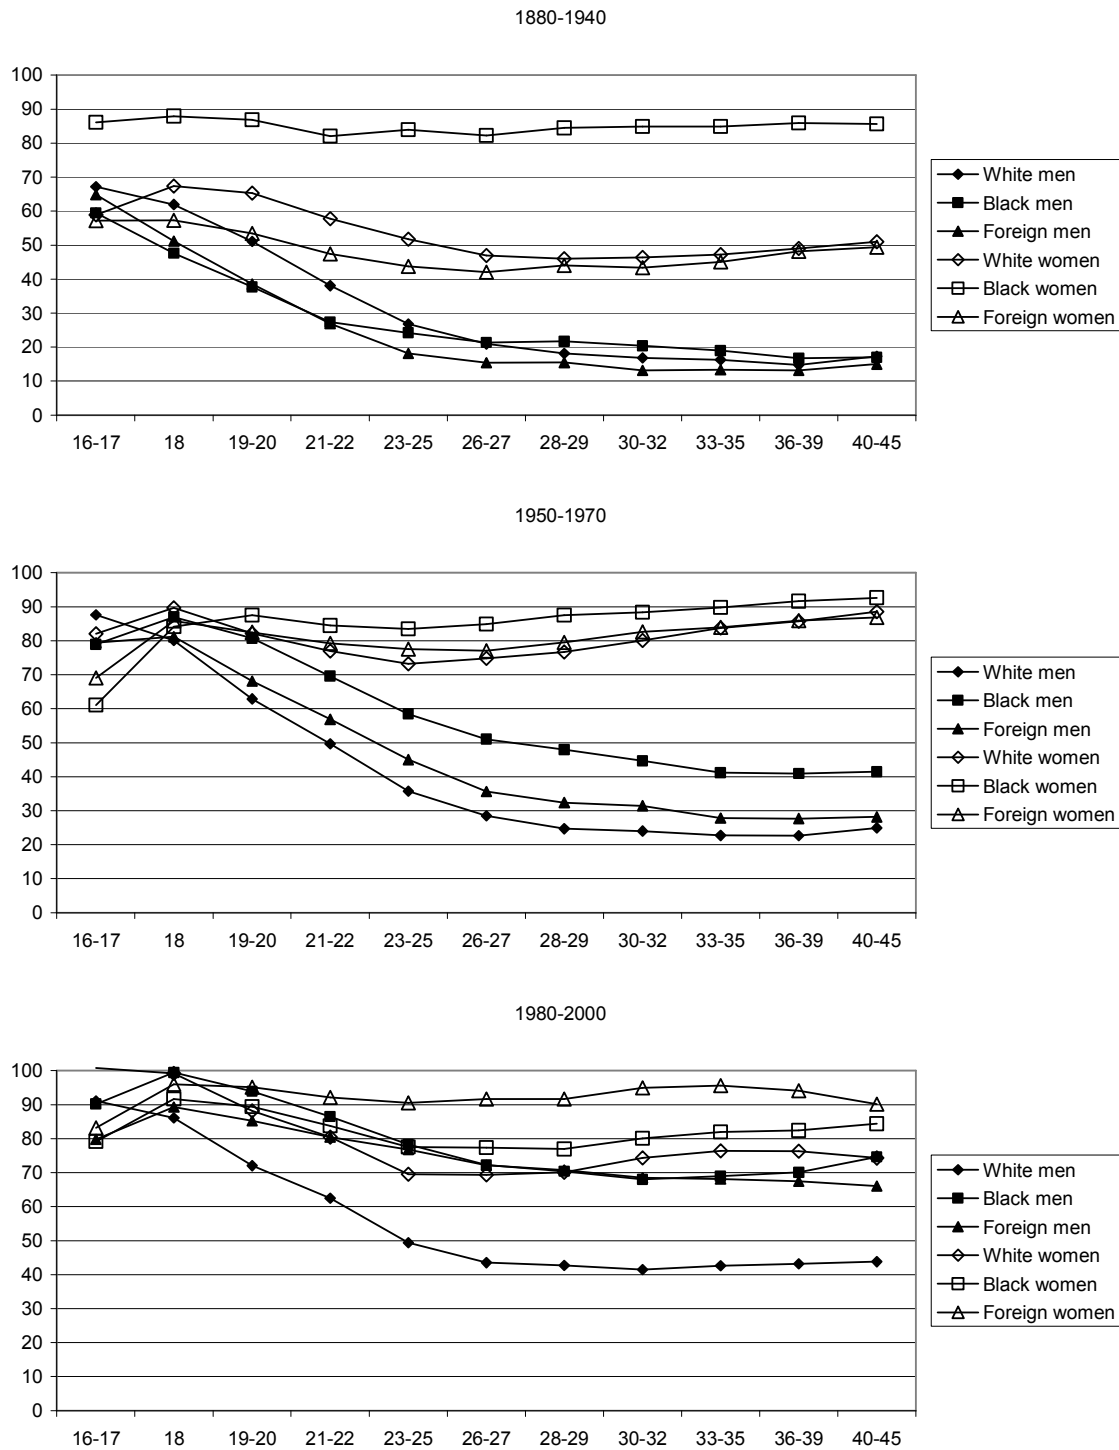 1880-1940
100
90
80
70
60
50
40
30
20
10
0
16-17 18 19-20 21-22 23-25 26-27 28-29 30-32 33-35 36-39 40-45
White men
Black men
Foreign men
White women
Black women
Foreign women
1950-1970
100
90
80
70
60
50
40
30
20
10
0
16-17 18 19-20 21-22 23-25 26-27 28-29 30-32 33-35 36-39 40-45
White men
Black men
Foreign men
White women
Black women
Foreign women
1980-2000
100
90
80
70
60
50
40
30
20
10
0
16-17 18 19-20 21-22 23-25 26-27 28-29 30-32 33-35 36-39 40-45
White men
Black men
Foreign men
White women
Black women
Foreign women